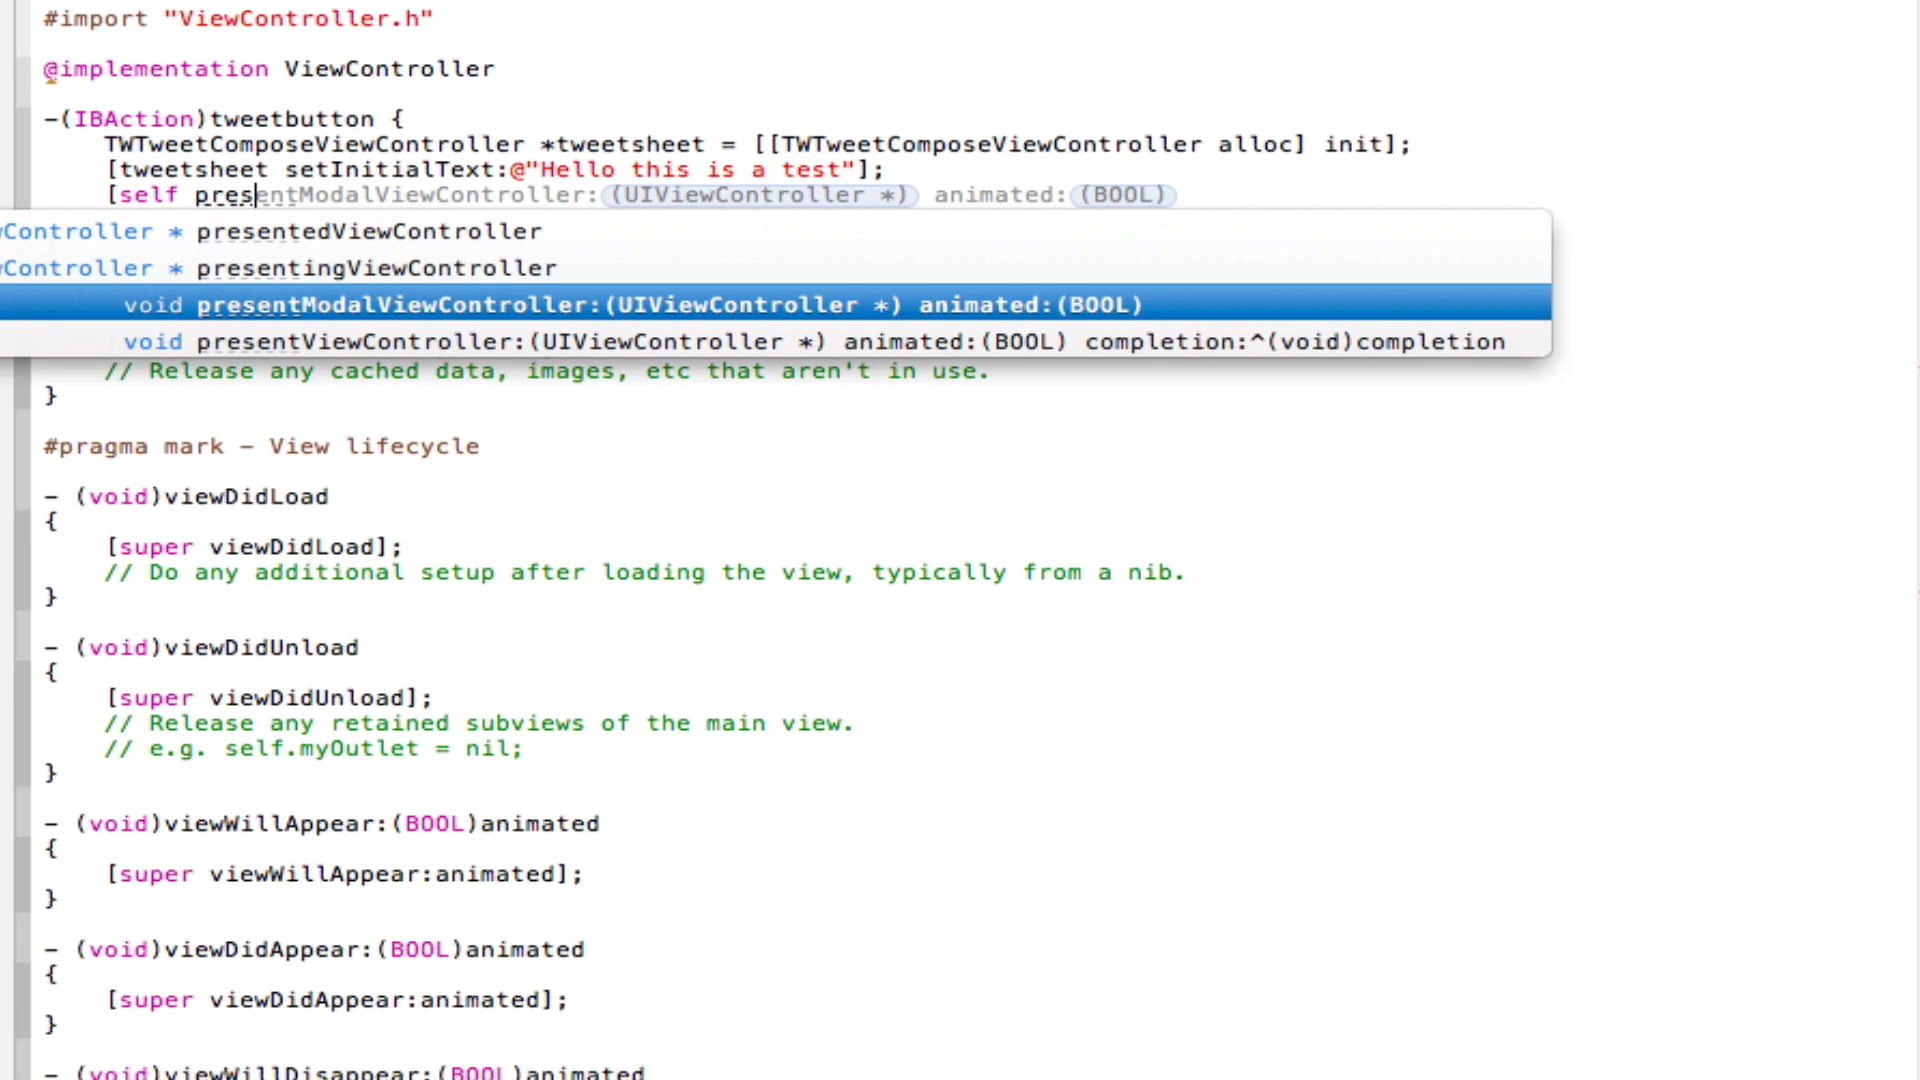 #import "ViewController.h"
@implementation ViewController
-(IBAction)tweetbutton {
TWTweetComposeViewController *tweetsheet = [[TWTweetComposeViewController alloc] init];
[tweetsheet setInitialText:@"Hello this is a test"];
[self presentModalViewController:(UIViewController *) animated:(BOOL)
Controller * presentedViewController
Controller * presentingViewController
void presentModalViewController:(UIViewController *) animated:(BOOL)
void presentViewController:(UIViewController *) animated:(BOOL) completion:^(void)completion
// Release any cached data, images, etc that aren't in use.
}
#pragma mark - View lifecycle
- (void)viewDidLoad
{
[super viewDidLoad];
// Do any additional setup after loading the view, typically from a nib.
}
- (void)viewDidUnload
{
[super viewDidUnload];
// Release any retained subviews of the main view.
// e.g. self.myOutlet = nil;
}
- (void)viewWillAppear:(BOOL)animated
{
[super viewWillAppear:animated];
}
- (void)viewDidAppear:(BOOL)animated
{
[super viewDidAppear:animated];
}
- (void)viewWillDisappear:(BOOL)animated